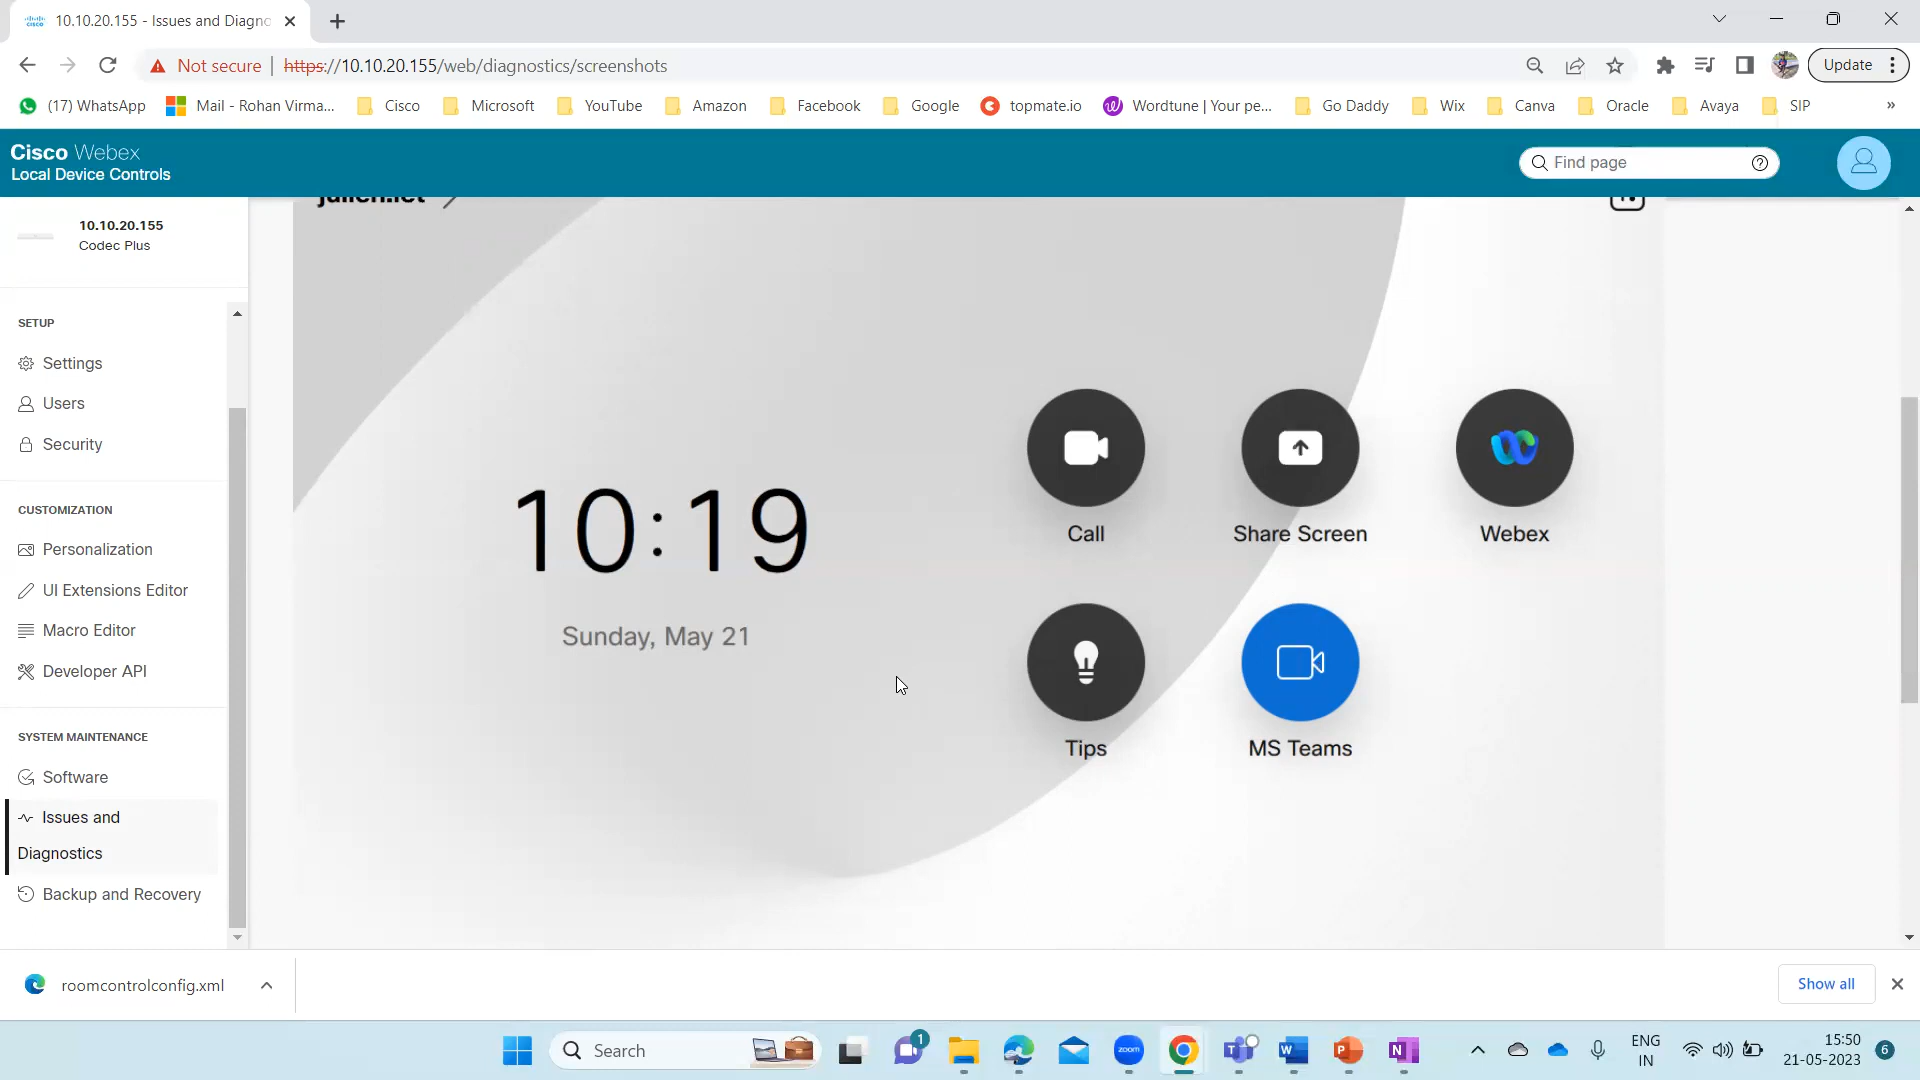 10.10.20.155 - Issues and Diagno
Not secure https://10.10.20.155/web/diagnostics/screenshots
Update
(17) WhatsApp Mail - Rohan Virma... Cisco Microsoft YouTube Amazon Facebook Google topmate.io Wordtune | Your pe... Go Daddy Wix Canva Oracle Avaya SIP »
Cisco Webex
Local Device Controls
Find page
10.10.20.155
Codec Plus
SETUP
Settings
Users
Security
CUSTOMIZATION
Personalization
UI Extensions Editor
Macro Editor
Developer API
SYSTEM MAINTENANCE
Software
Issues and
Diagnostics
Backup and Recovery
10:19
Sunday, May 21
Call Share Screen Webex
Tips MS Teams
roomcontrolconfig.xml
Show all
Search
1
zoom
ENG
IN
15:50
21-05-2023
6